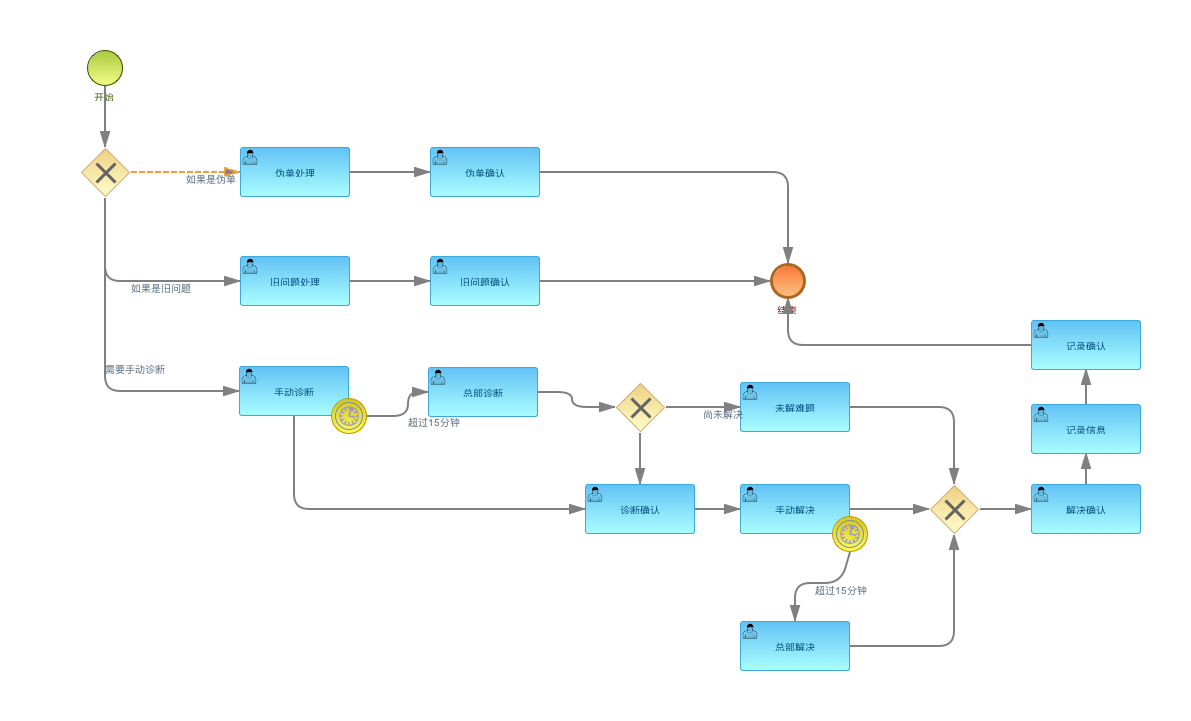 开始
如果是伪单
伪单处理
伪单确认
旧问题处理
旧问题确认
如果是旧问题
结束
记录确认
需要手动诊断
手动诊断
总部诊断
超过15分钟
尚未解决
未解难题
记录信息
诊断确认
手动解决
解决确认
超过15分钟
总部解决